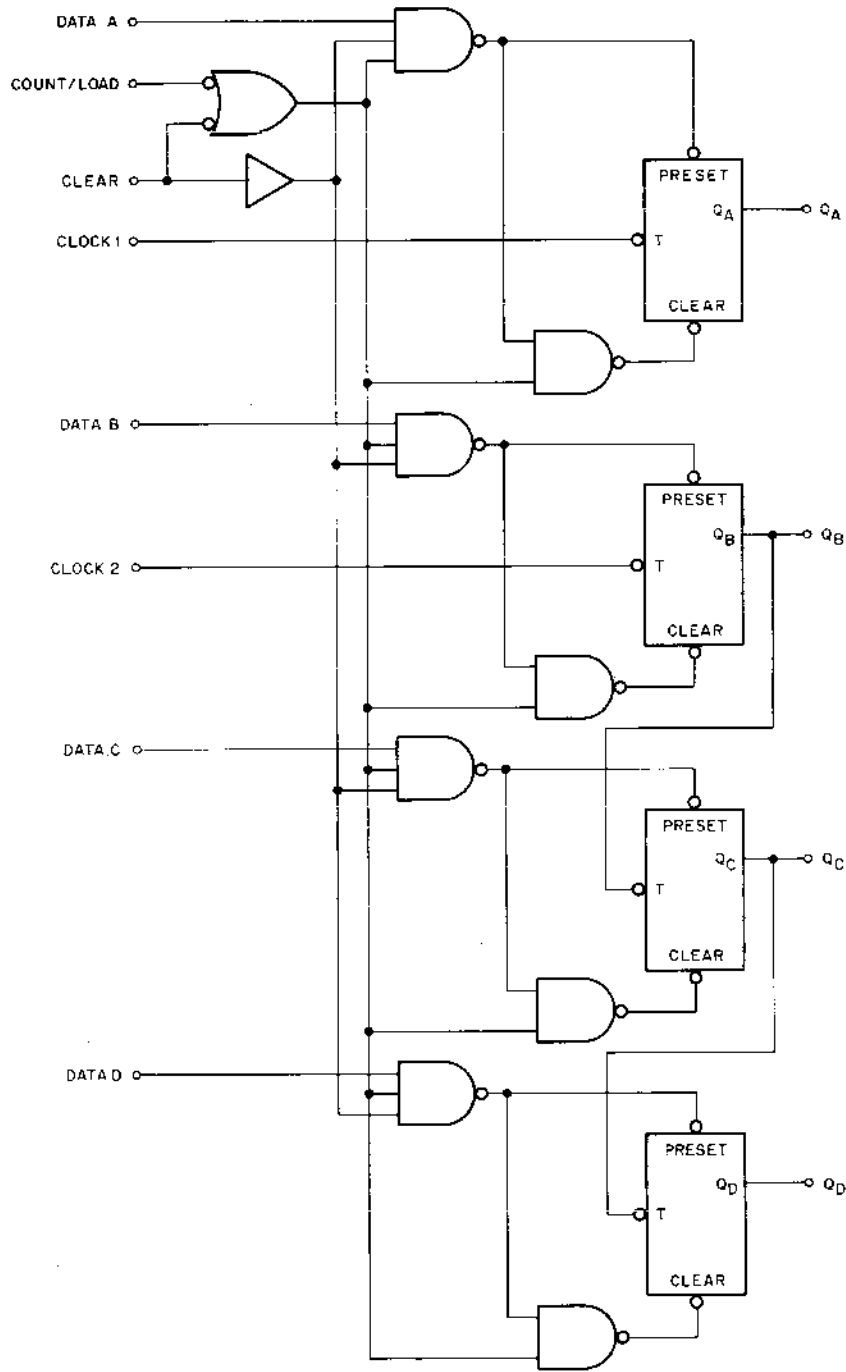 DATA A
COUNT/LOAD
CLEAR
CLOCK 1
PRESET
QA
QA
T
CLEAR
DATA B
PRESET
QB
QB
CLOCK 2
T
CLEAR
DATA C
PRESET
QC
QC
T
CLEAR
DATA D
PRESET
QD
QD
T
CLEAR